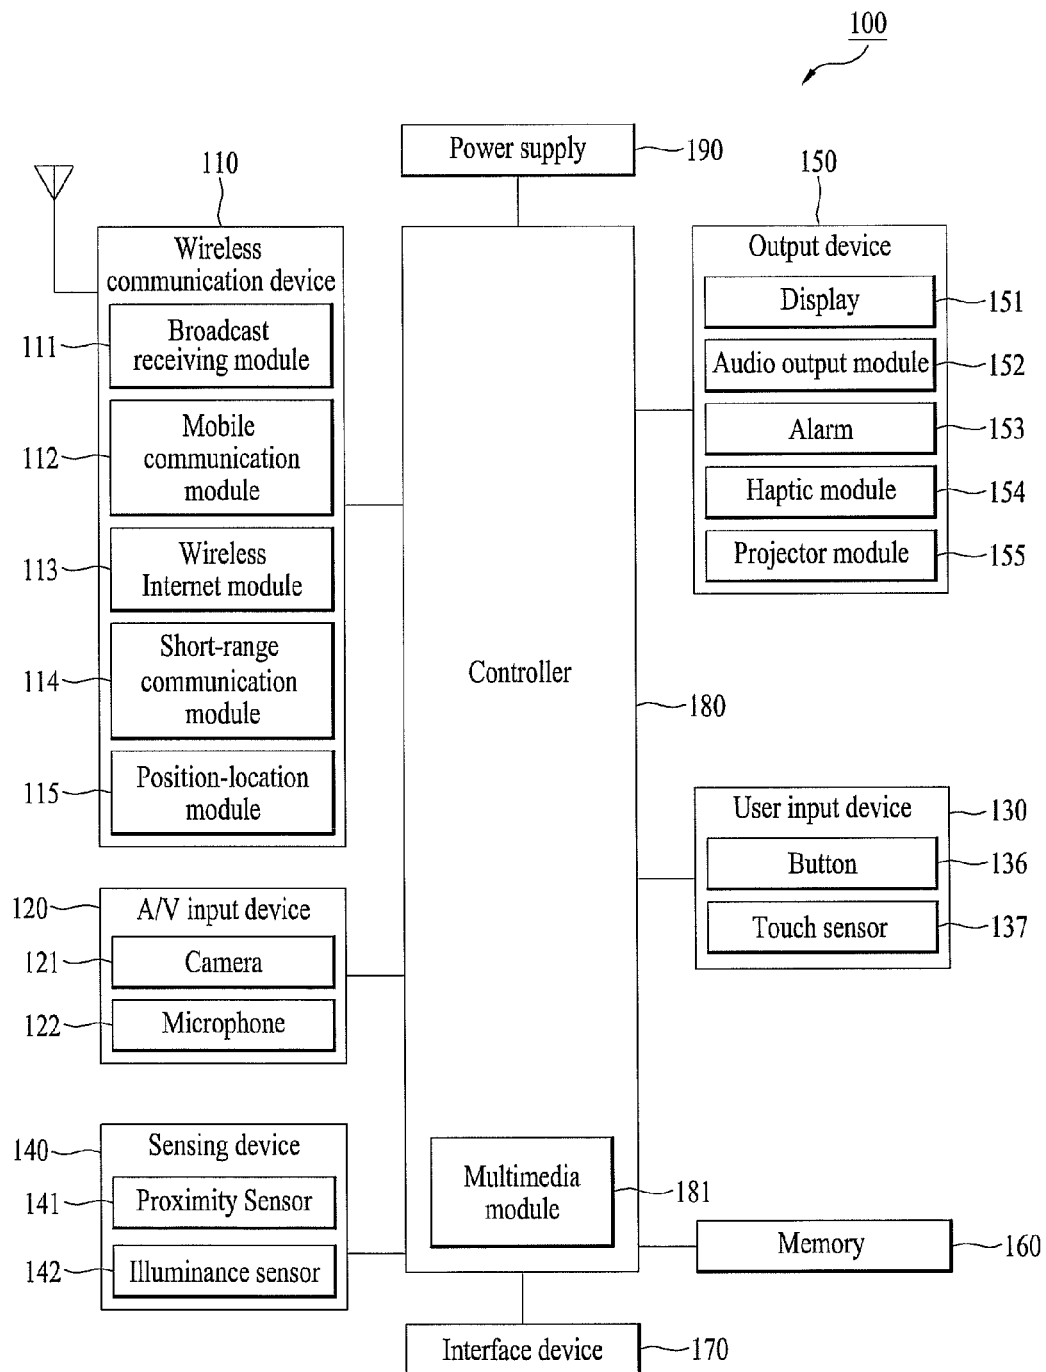 100
Power supply
190
110
Wireless
communication device
111
Broadcast
receiving module
112
Mobile
communication
module
113
Wireless
Internet module
114
Short-range
communication
module
115
Position-location
module
120
A/V input device
121
Camera
122
Microphone
140
Sensing device
141
Proximity Sensor
142
Illuminance sensor
Controller
180
Multimedia
module
181
150
Output device
Display
151
Audio output module
152
Alarm
153
Haptic module
154
Projector module
155
User input device
130
Button
136
Touch sensor
137
Memory
160
Interface device
170